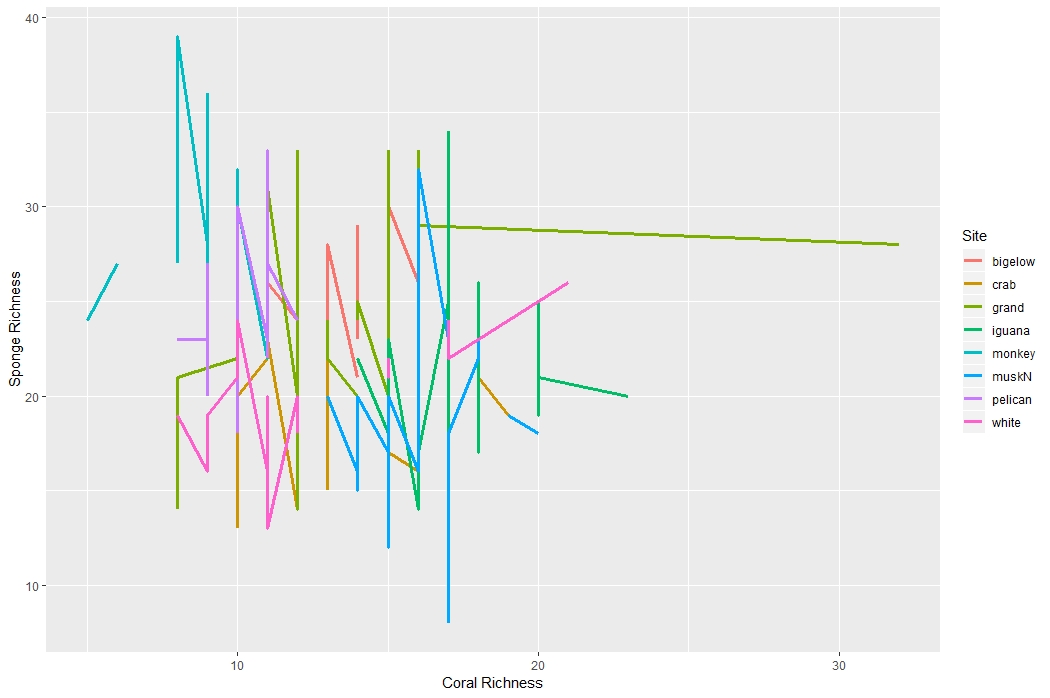 40
30
20
10
Sponge Richness
10 20 30
Coral Richness
Site
bigelow
crab
grand
iguana
monkey
muskN
pelican
white